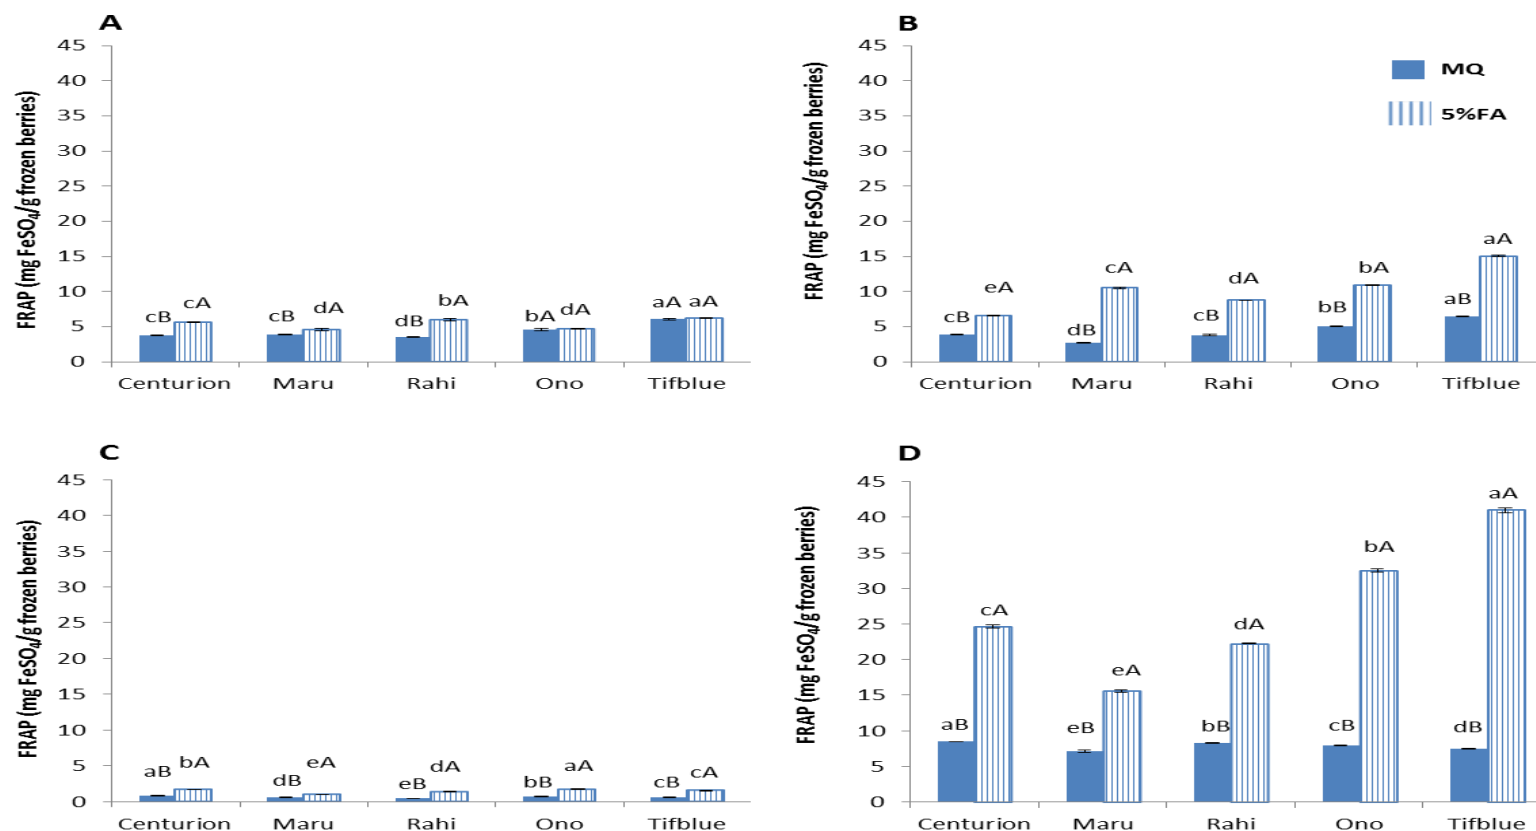 A
FRAP (mg FeSO₄/g frozen berries)
45
40
35
30
25
20
15
10
5
0
cB cA
cB dA
dB bA
bA dA
aA aA
Centurion Maru Rahi Ono Tifblue
B
FRAP (mg FeSO₄/g frozen berries)
45
40
35
30
25
20
15
10
5
0
MQ
5%FA
cB eA
dB cA
cB dA
bB bA
aB aA
Centurion Maru Rahi Ono Tifblue
C
FRAP (mg FeSO₄/g frozen berries)
45
40
35
30
25
20
15
10
5
0
aB bA
dB eA
eB dA
bB aA
cB cA
Centurion Maru Rahi Ono Tifblue
D
FRAP (mg FeSO₄/g frozen berries)
45
40
35
30
25
20
15
10
5
0
aB cA
eB eA
bB dA
cB bA
dB aA
Centurion Maru Rahi Ono Tifblue